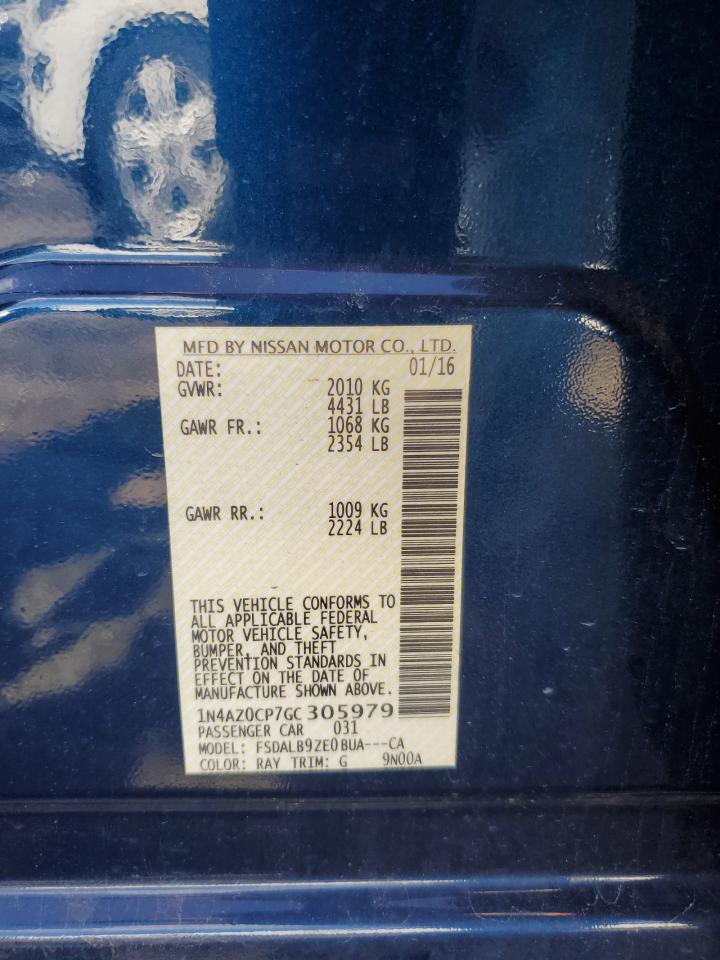 MFD BY NISSAN MOTOR CO., LTD.
DATE: 01/16
GVWR: 2010 KG
4431 LB
GAWR FR.: 1068 KG
2354 LB
GAWR RR.: 1009 KG
2224 LB
THIS VEHICLE CONFORMS TO
ALL APPLICABLE FEDERAL
MOTOR VEHICLE SAFETY,
BUMPER, AND THEFT
PREVENTION STANDARDS IN
EFFECT ON THE DATE OF
MANUFACTURE SHOWN ABOVE.
1N4AZ0CP7GC305979
PASSENGER CAR 031
MODEL: FSDALB9ZE0BUA---CA
COLOR: RAY TRIM: G 9N00A